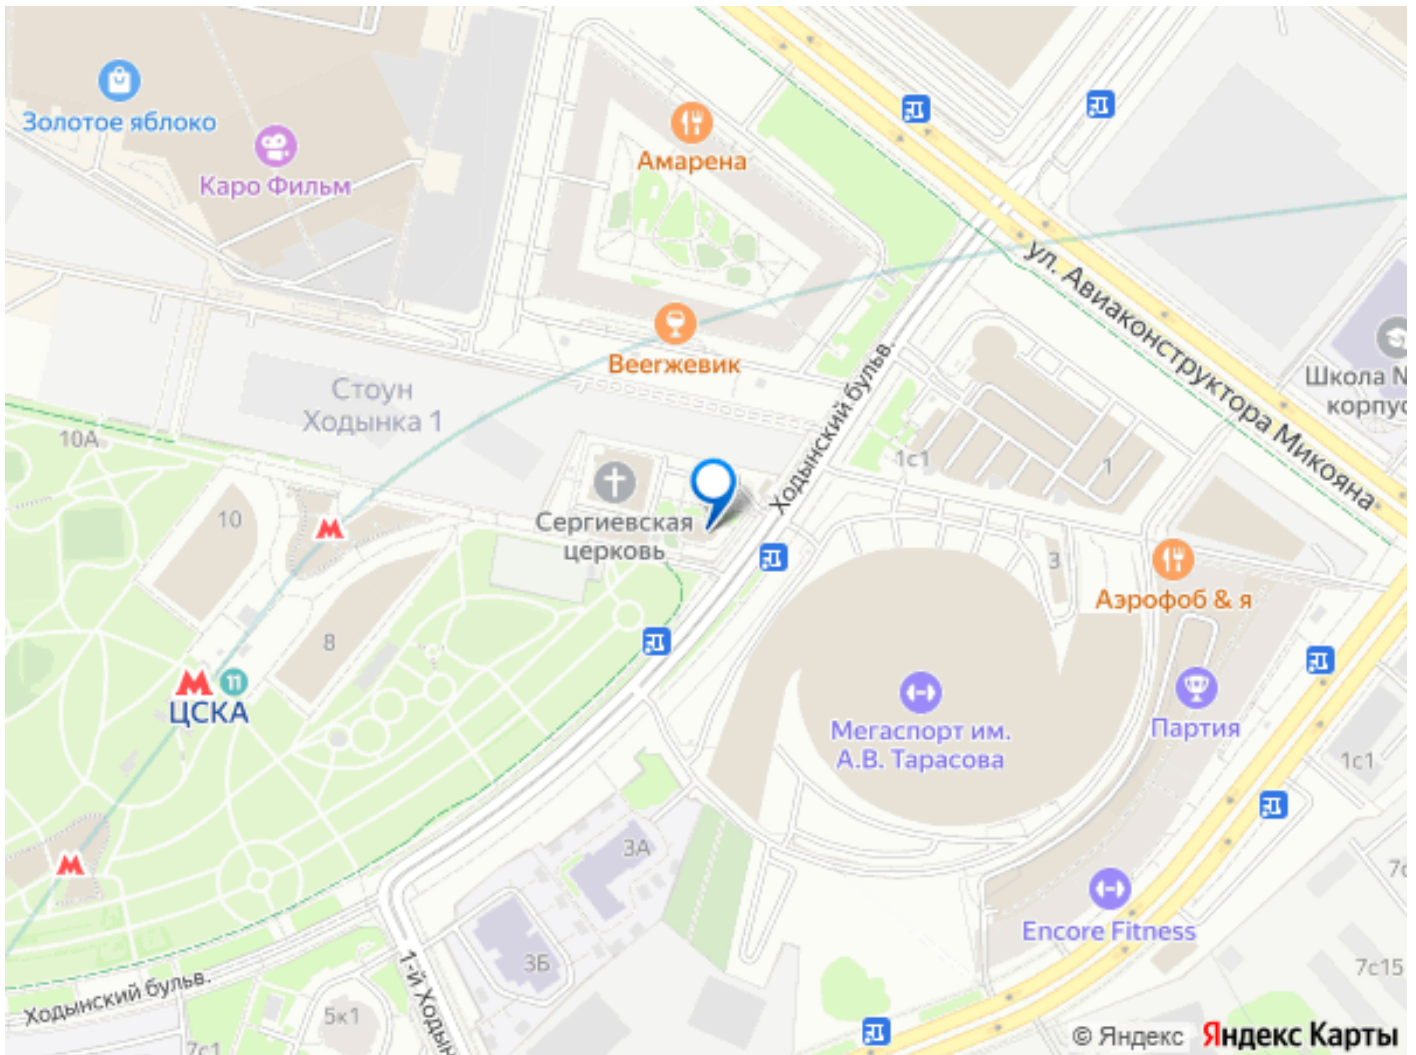 Золотое яблоко
Каро Фильм
Амарена
ул. Авиаконструктора Микояна
Веегжевик
Стоун
Ходынка 1
Школа N
корпус
10А
Ходынский бульв.
1с1
1
10
Сергиевская
церковь
3
Аэрофоб & я
8
11
ЦСКА
Мегаспорт им.
А.В. Тарасова
Партия
1с1
3А
Encore Fitness
3Б
7с15
Ходынский бульв.
1-й Ходын
5к1
7с1
© Яндекс Яндекс Карты